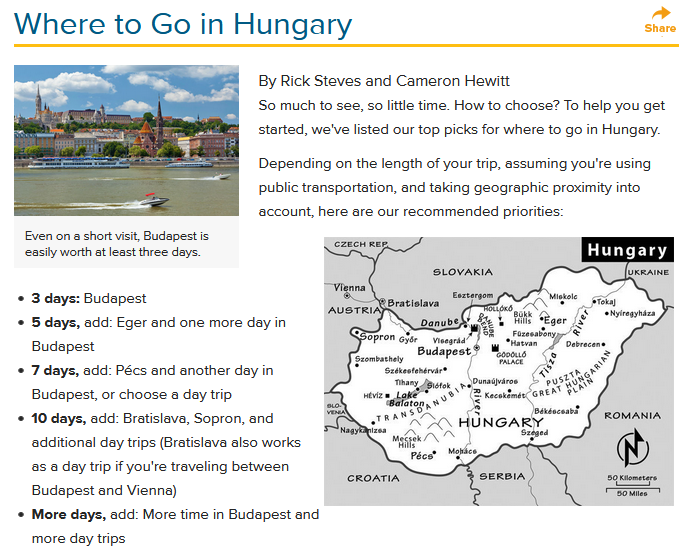 Where to Go in Hungary
Share
By Rick Steves and Cameron Hewitt
So much to see, so little time. How to choose? To help you get
started, we've listed our top picks for where to go in Hungary.
Depending on the length of your trip, assuming you're using
public transportation, and taking geographic proximity into
account, here are our recommended priorities:
Even on a short visit, Budapest is
easily worth at least three days.
• 3 days: Budapest
• 5 days, add: Eger and one more day in
Budapest
• 7 days, add: Pécs and another day in
Budapest, or choose a day trip
• 10 days, add: Bratislava, Sopron, and
additional day trips (Bratislava also works
as a day trip if you're traveling between
Budapest and Vienna)
• More days, add: More time in Budapest and
more day trips
Hungary
CZECH REP.
SLOVAKIA
UKRAINE
Vienna
Bratislava
AUSTRIA
Esztergom
HOLLÓKŐ
Miskolc
Tokaj
Bükk
Hills
Nyíregyháza
Danube
DANUBE
BEND
Eger
River
Sopron
Győr
Visegrád
Füzesabony
Hatvan
Debrecen
Budapest
GÖDÖLLŐ
PALACE
Szombathely
Székesfehérvár
Tisza
PUSZTA
GREAT HUNGARIAN
PLAIN
Tihany
Siófok
Dunaújváros
HÉVÍZ
Lake
Balaton
Kecskemét
SLO-
VENIA
TRANSDANUBIA
River
Békéscsaba
ROMANIA
Nagykanizsa
HUNGARY
Szeged
Mecsek
Hills
Pécs
Mohács
N
CROATIA
SERBIA
50 Kilometers
50 Miles